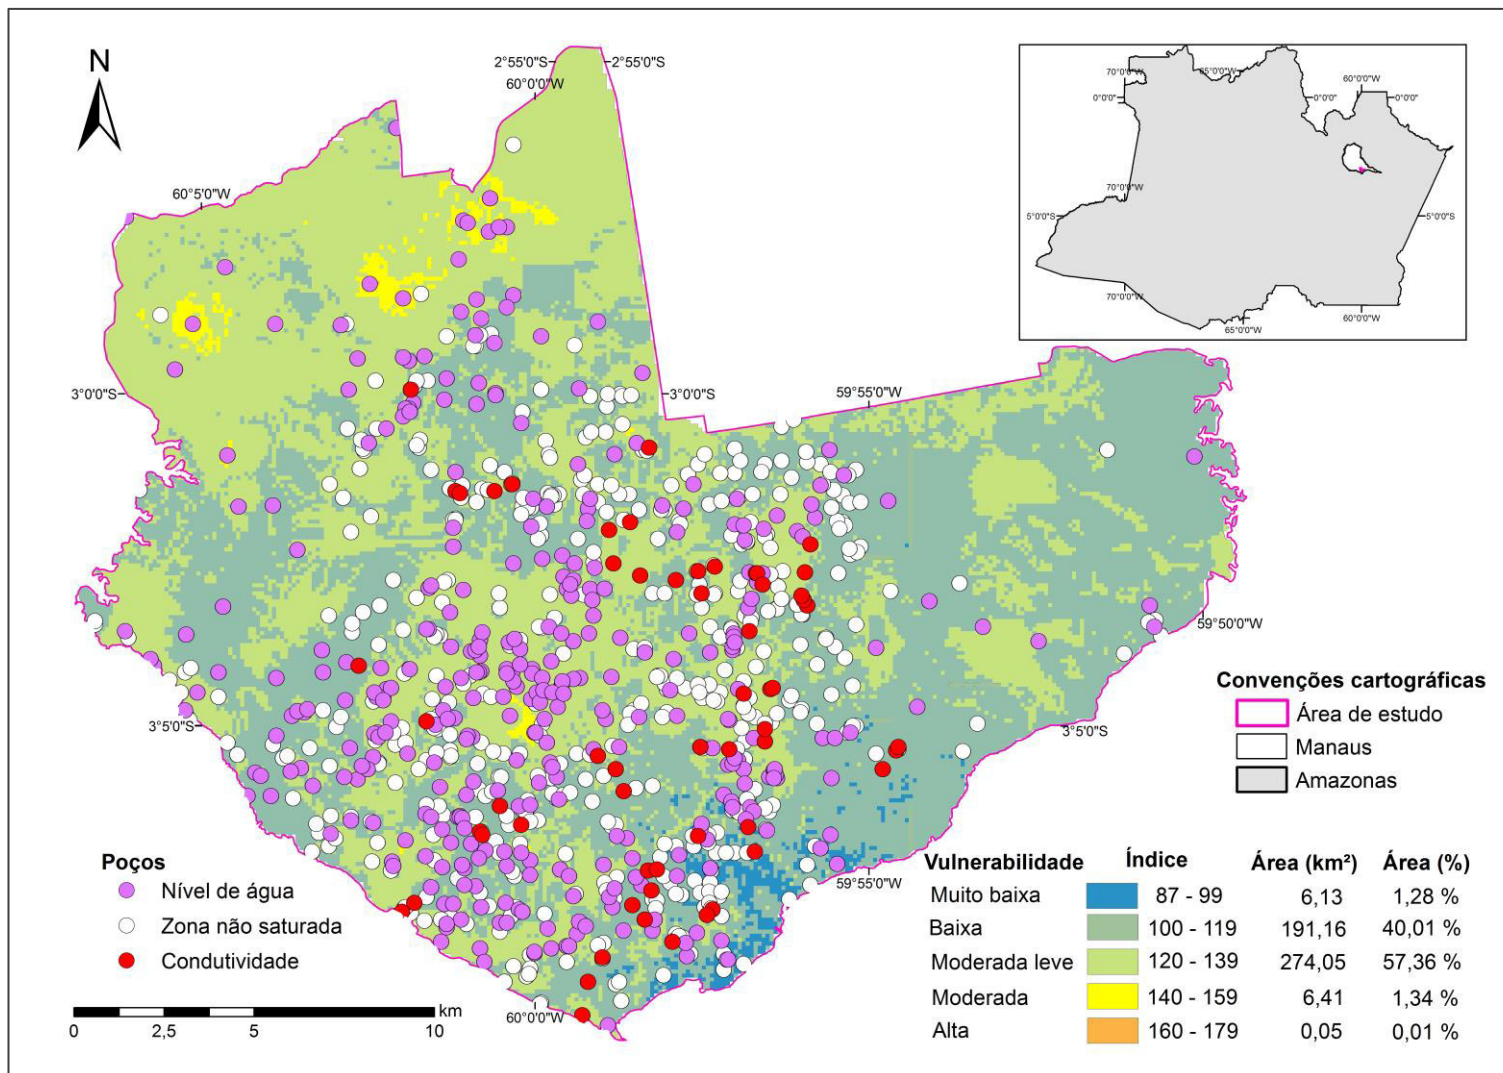 N
2°55'0"S
2°55'0"S
60°0'0"W
60°5'0"W
3°0'0"S
3°0'0"S
59°55'0"W
59°50'0"W
3°5'0"S
3°5'0"S
59°55'0"W
60°0'0"W
70°0'0"W
65°0'0"W
60°0'0"W
0°0'0"
0°0'0"
0°0'0"
70°0'0"W
5°0'0"S
5°0'0"S
70°0'0"W
65°0'0"W
60°0'0"W
Convenções cartográficas
Área de estudo
Manaus
Amazonas
Poços
Nível de água
Zona não saturada
Condutividade
km
0 2,5 5 10
Vulnerabilidade Índice Área (km²) Área (%)
Muito baixa 87 - 99 6,13 1,28 %
Baixa 100 - 119 191,16 40,01 %
Moderada leve 120 - 139 274,05 57,36 %
Moderada 140 - 159 6,41 1,34 %
Alta 160 - 179 0,05 0,01 %